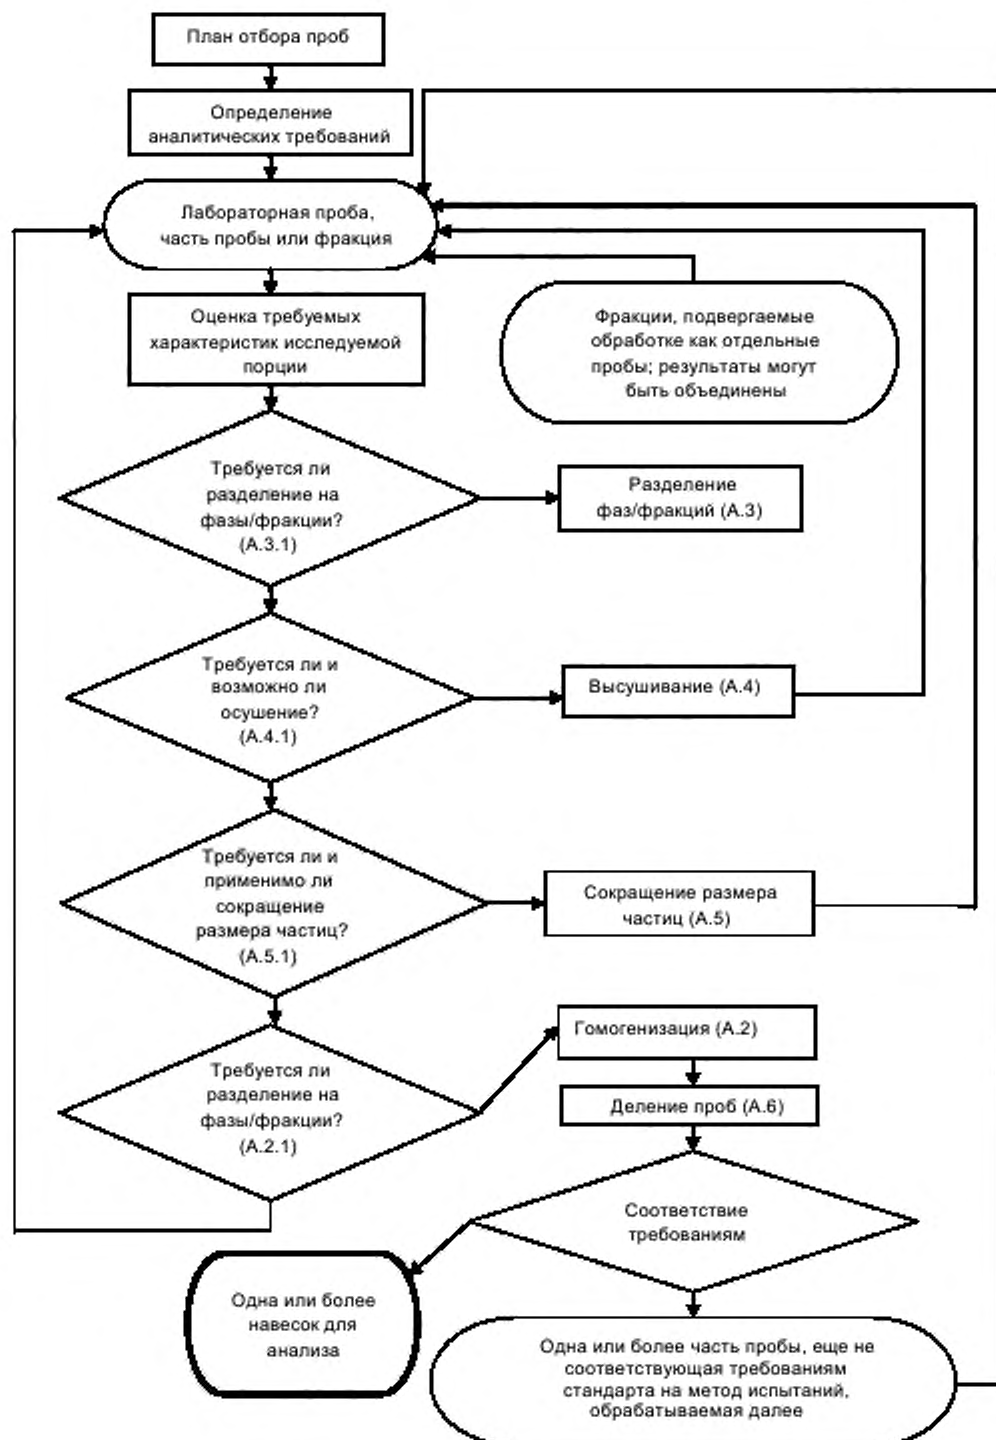 План отбора проб
Определение
аналитических требований
Лабораторная проба,
часть пробы или фракция
Оценка требуемых
характеристик исследуемой
порции
Фракции, подвергаемые
обработке как отдельные
пробы; результаты могут
быть объединены
Требуется ли
разделение на
фазы/фракции?
(А.3.1)
Разделение
фаз/фракций (А.3)
Требуется ли и
возможно ли
осушение?
(А.4.1)
Высушивание (А.4)
Требуется ли и
применимо ли
сокращение
размера частиц?
(А.5.1)
Сокращение размера
частиц (А.5)
Требуется ли
разделение на
фазы/фракции?
(А.2.1)
Гомогенизация (А.2)
Деление проб (А.6)
Соответствие
требованиям
Одна или более
навесок для
анализа
Одна или более часть пробы, еще не
соответствующая требованиям
стандарта на метод испытаний,
обрабатываемая далее